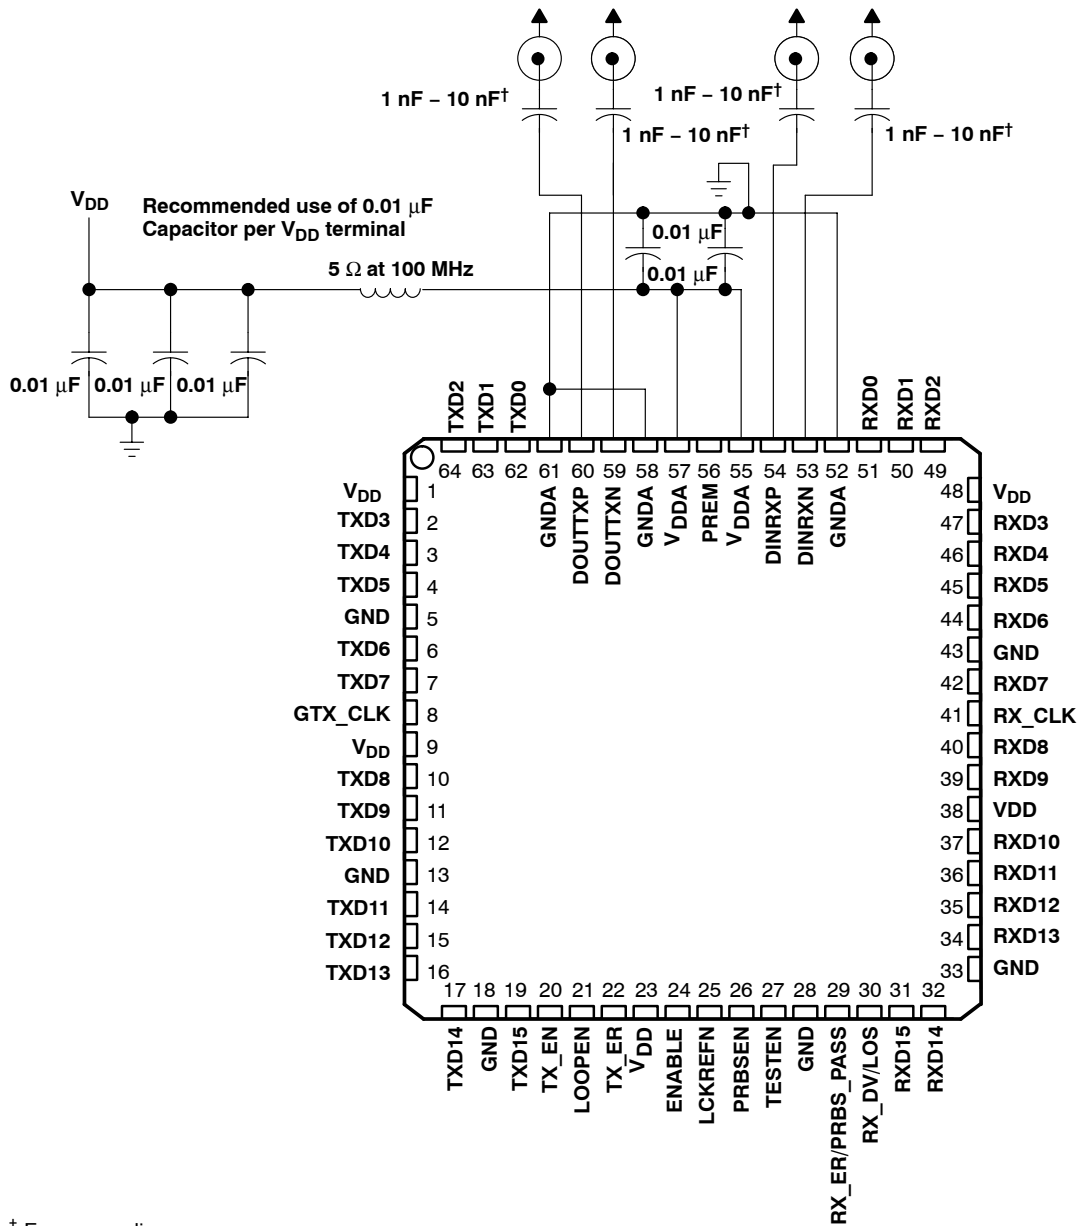 1 nF – 10 nF†
1 nF – 10 nF†
1 nF – 10 nF†
1 nF – 10 nF†
VDD
Recommended use of 0.01 μF
Capacitor per VDD terminal
0.01 μF
0.01 μF
5 Ω at 100 MHz
0.01 μF
0.01 μF
0.01 μF
TXD2
TXD1
TXD0
RXD0
RXD1
RXD2
64
63
62
61
60
59
58
57
56
55
54
53
52
51
50
49
GNDA
DOUTTXP
DOUTTXN
GNDA
VDDA
PREM
VDDA
DINRXP
DINRXN
GNDA
VDD 1
TXD3 2
TXD4 3
TXD5 4
GND 5
TXD6 6
TXD7 7
GTX_CLK 8
VDD 9
TXD8 10
TXD9 11
TXD10 12
GND 13
TXD11 14
TXD12 15
TXD13 16
48 VDD
47 RXD3
46 RXD4
45 RXD5
44 RXD6
43 GND
42 RXD7
41 RX_CLK
40 RXD8
39 RXD9
38 VDD
37 RXD10
36 RXD11
35 RXD12
34 RXD13
33 GND
17
18
19
20
21
22
23
24
25
26
27
28
29
30
31
32
TXD14
GND
TXD15
TX_EN
LOOPEN
TX_ER
VDD
ENABLE
LCKREFN
PRBSEN
TESTEN
GND
RX_ER/PRBS_PASS
RX_DV/LOS
RXD15
RXD14
†